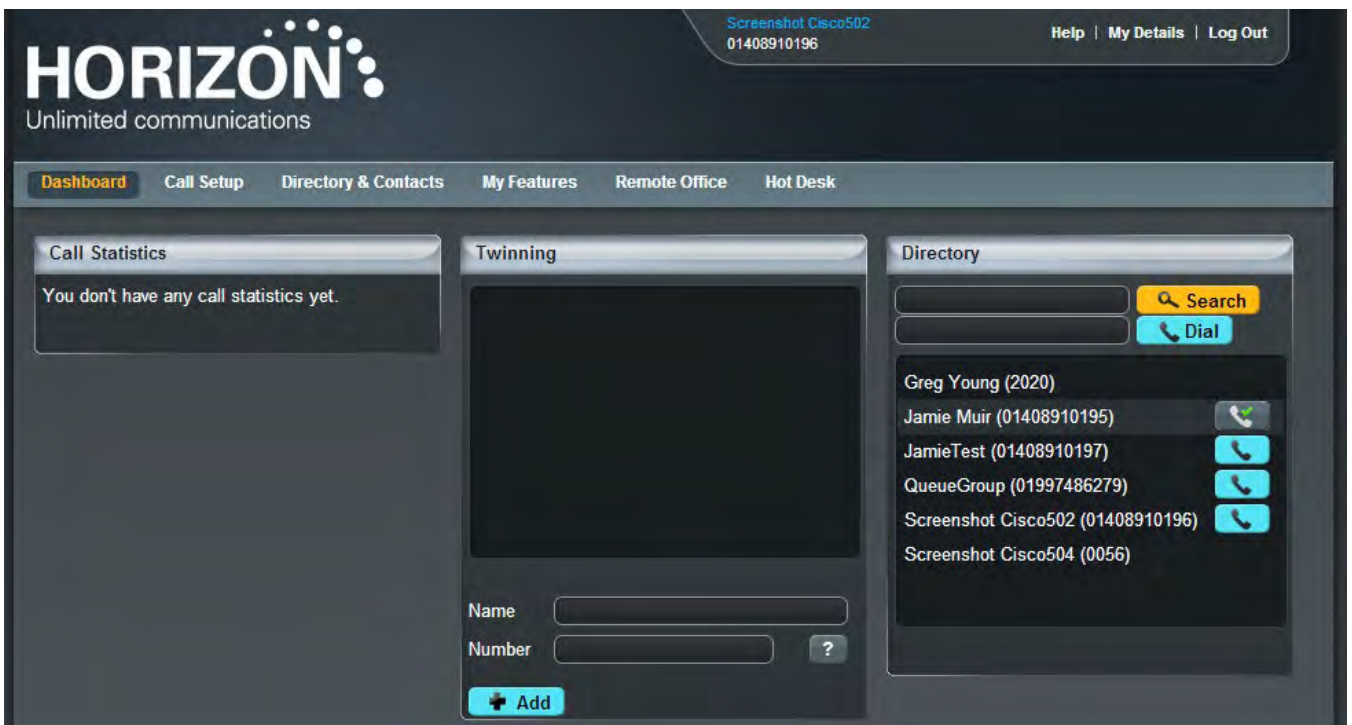 Screenshot Cisco502
01408910196
Help | My Details | Log Out
HORIZON
Unlimited communications
Dashboard Call Setup Directory & Contacts My Features Remote Office Hot Desk
Call Statistics
You don't have any call statistics yet.
Twinning
Name
Number ?
Add
Directory
Search
Dial
Greg Young (2020)
Jamie Muir (01408910195)
JamieTest (01408910197)
QueueGroup (01997486279)
Screenshot Cisco502 (01408910196)
Screenshot Cisco504 (0056)